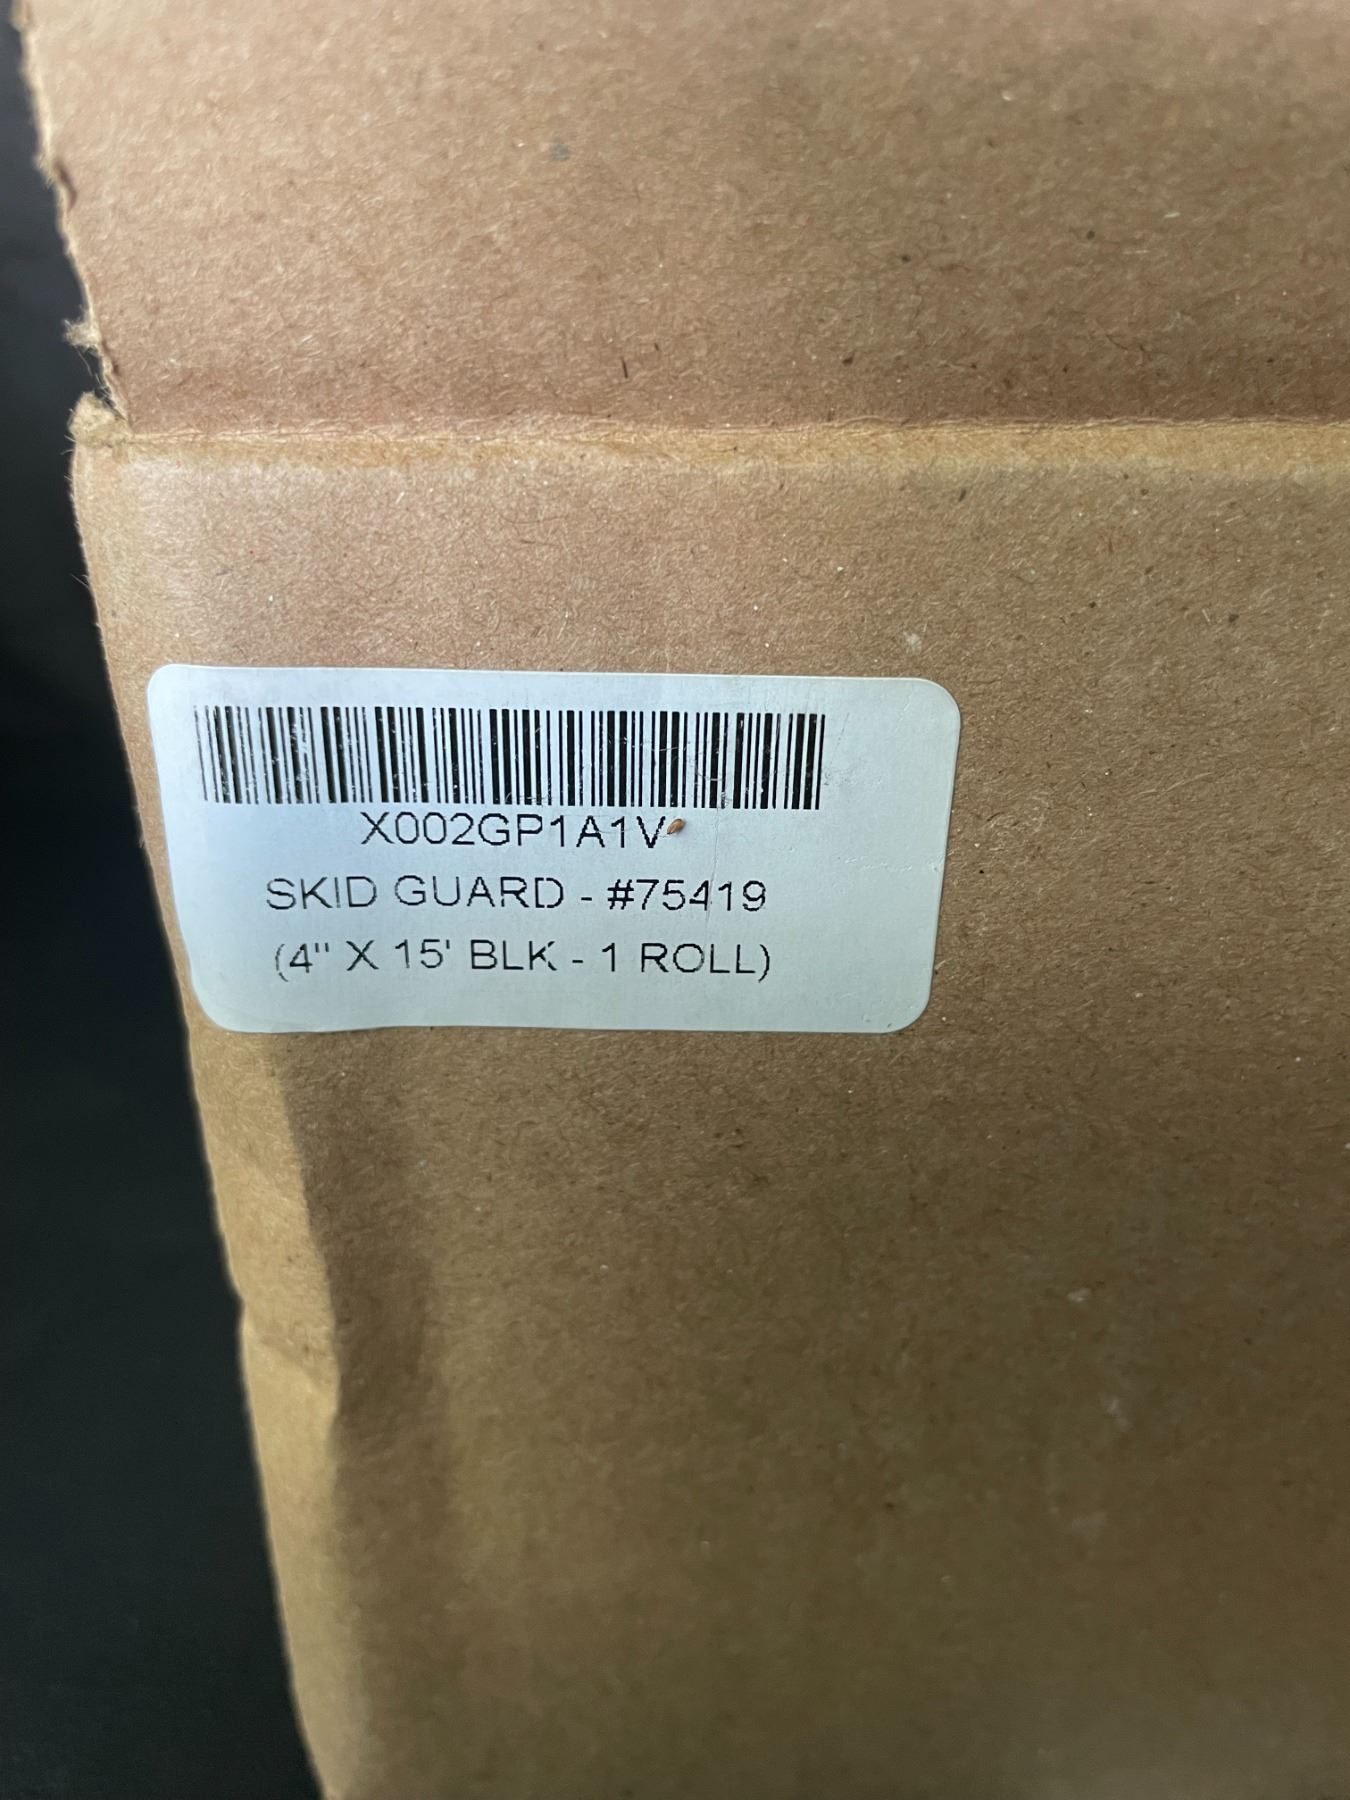 X002GP1A1V
SKID GUARD - #75419
(4" X 15' BLK - 1 ROLL)